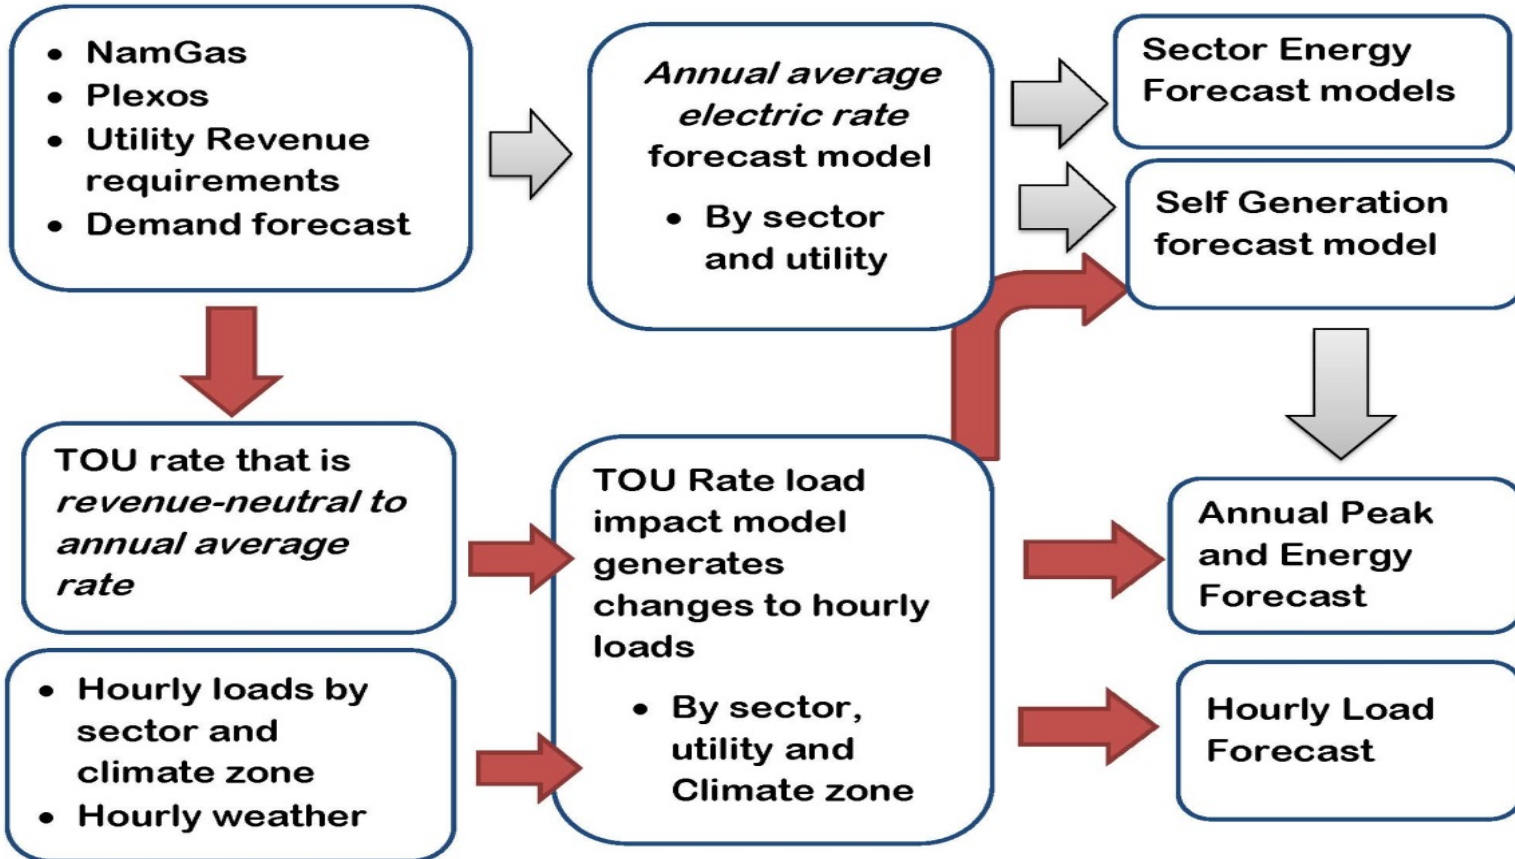 • NamGas
• Plexos
• Utility Revenue
requirements
• Demand forecast
Annual average
electric rate
forecast model
• By sector
and utility
Sector Energy
Forecast models
Self Generation
forecast model
TOU rate that is
revenue-neutral to
annual average
rate
• Hourly loads by
sector and
climate zone
• Hourly weather
TOU Rate load
impact model
generates
changes to hourly
loads
• By sector,
utility and
Climate zone
Annual Peak
and Energy
Forecast
Hourly Load
Forecast